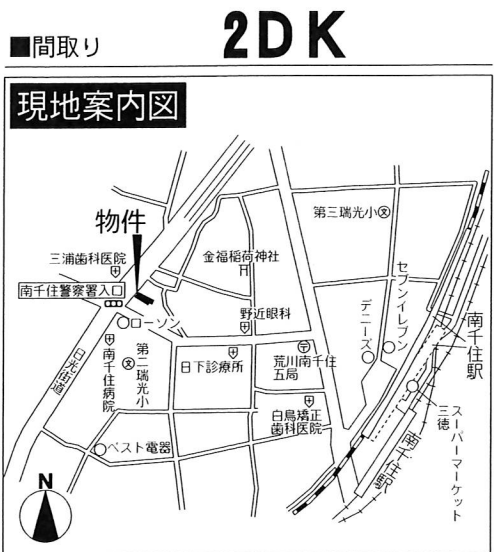 ■間取り
2DK
現地案内図
物件
第三瑞光小
文
三浦歯科医院
金福稲荷神社
南千住警察署入口
セブンイレブン
デニーズ
南千住駅
ローソン
野近眼科
日光街道
南千住病院
第二瑞光小
文
日下診療所
荒川南千住
五局
白鳥矯正
歯科医院
スーパーマーケット
三徳
南千住駅
ベスト電器
N